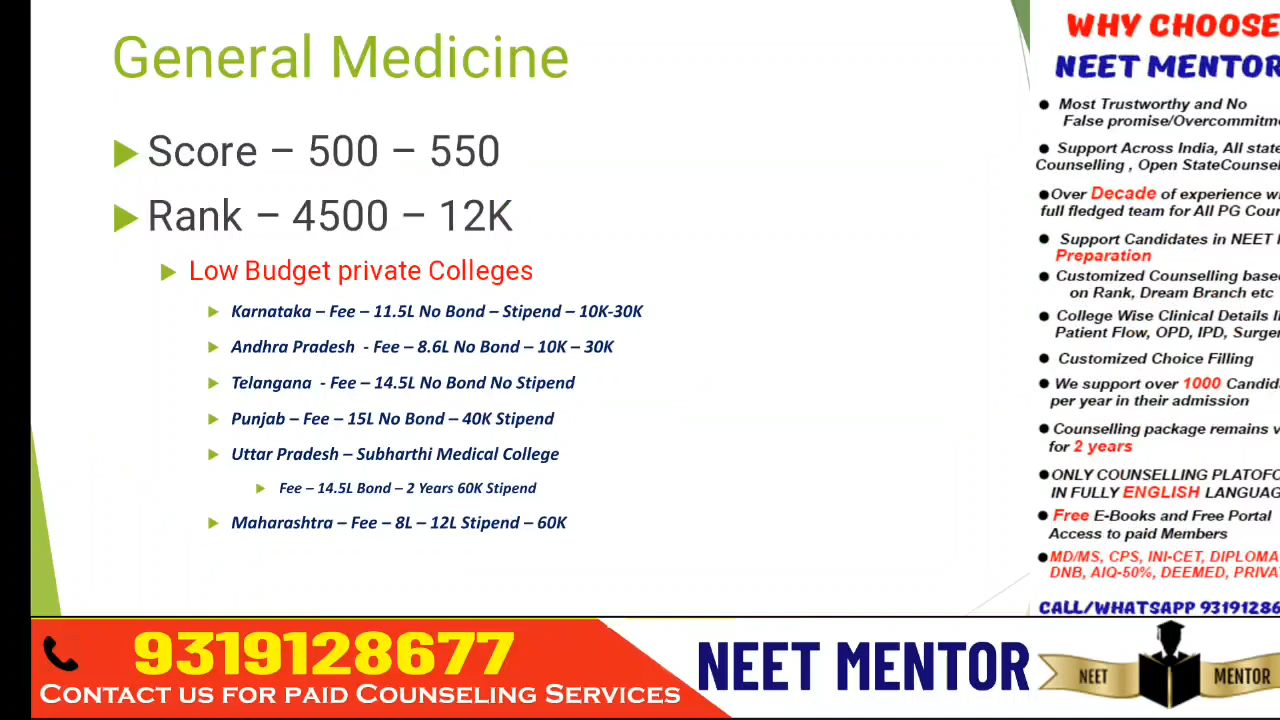 General Medicine
Score – 500 – 550
Rank – 4500 – 12K
Low Budget private Colleges
Karnataka – Fee – 11.5L No Bond – Stipend – 10K-30K
Andhra Pradesh - Fee – 8.6L No Bond – 10K – 30K
Telangana - Fee – 14.5L No Bond No Stipend
Punjab – Fee – 15L No Bond – 40K Stipend
Uttar Pradesh – Subharthi Medical College
Fee – 14.5L Bond – 2 Years 60K Stipend
Maharashtra – Fee – 8L – 12L Stipend – 60K
WHY CHOOSE
NEET MENTOR
Most Trustworthy and No
False promise/Overcommitm
Support Across India, All state
Counselling , Open StateCounsel
Over Decade of experience wi
full fledged team for All PG Coun
Support Candidates in NEET
Preparation
Customized Counselling base
on Rank, Dream Branch etc
College Wise Clinical Details li
Patient Flow, OPD, IPD, Surger
Customized Choice Filling
We support over 1000 Candida
per year in their admission
Counselling package remains v
for 2 years
ONLY COUNSELLING PLATOFO
IN FULLY ENGLISH LANGUAG
Free E-Books and Free Portal
Access to paid Members
MD/MS, CPS, INI-CET, DIPLOMA
DNB, AIQ-50%, DEEMED, PRIVA
CALL/WHATSAPP 93191286
9319128677
Contact us for paid Counseling Services
NEET MENTOR
NEET MENTOR